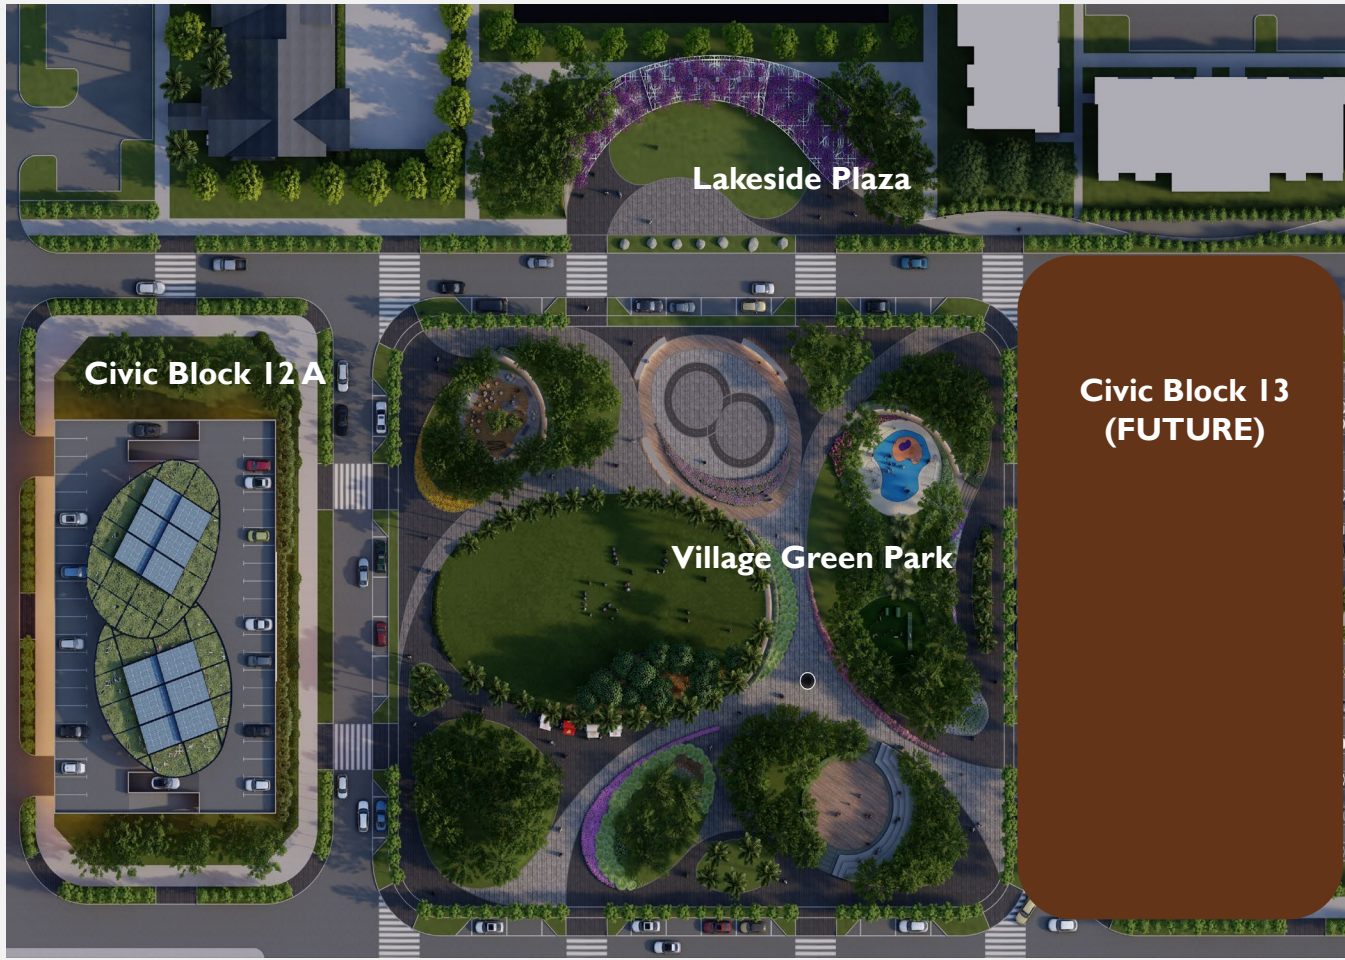 Lakeside Plaza
Civic Block 12 A
Civic Block 13
(FUTURE)
Village Green Park